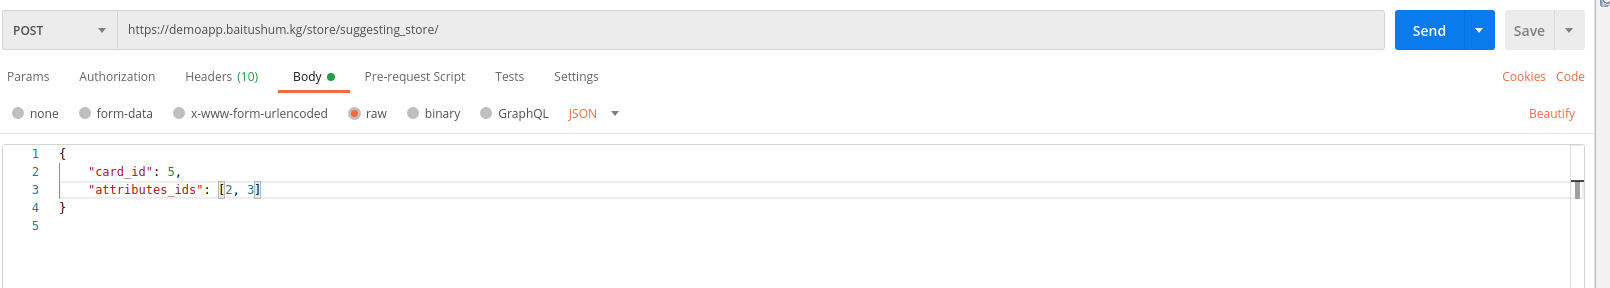 POST https://demoapp.baitushum.kg/store/suggesting_store/ Send Save
Params Authorization Headers (10) Body Pre-request Script Tests Settings Cookies Code
none form-data x-www-form-urlencoded raw binary GraphQL JSON Beautify
1 {
2 "card_id": 5,
3 "attributes_ids": [2, 3]
4 }
5